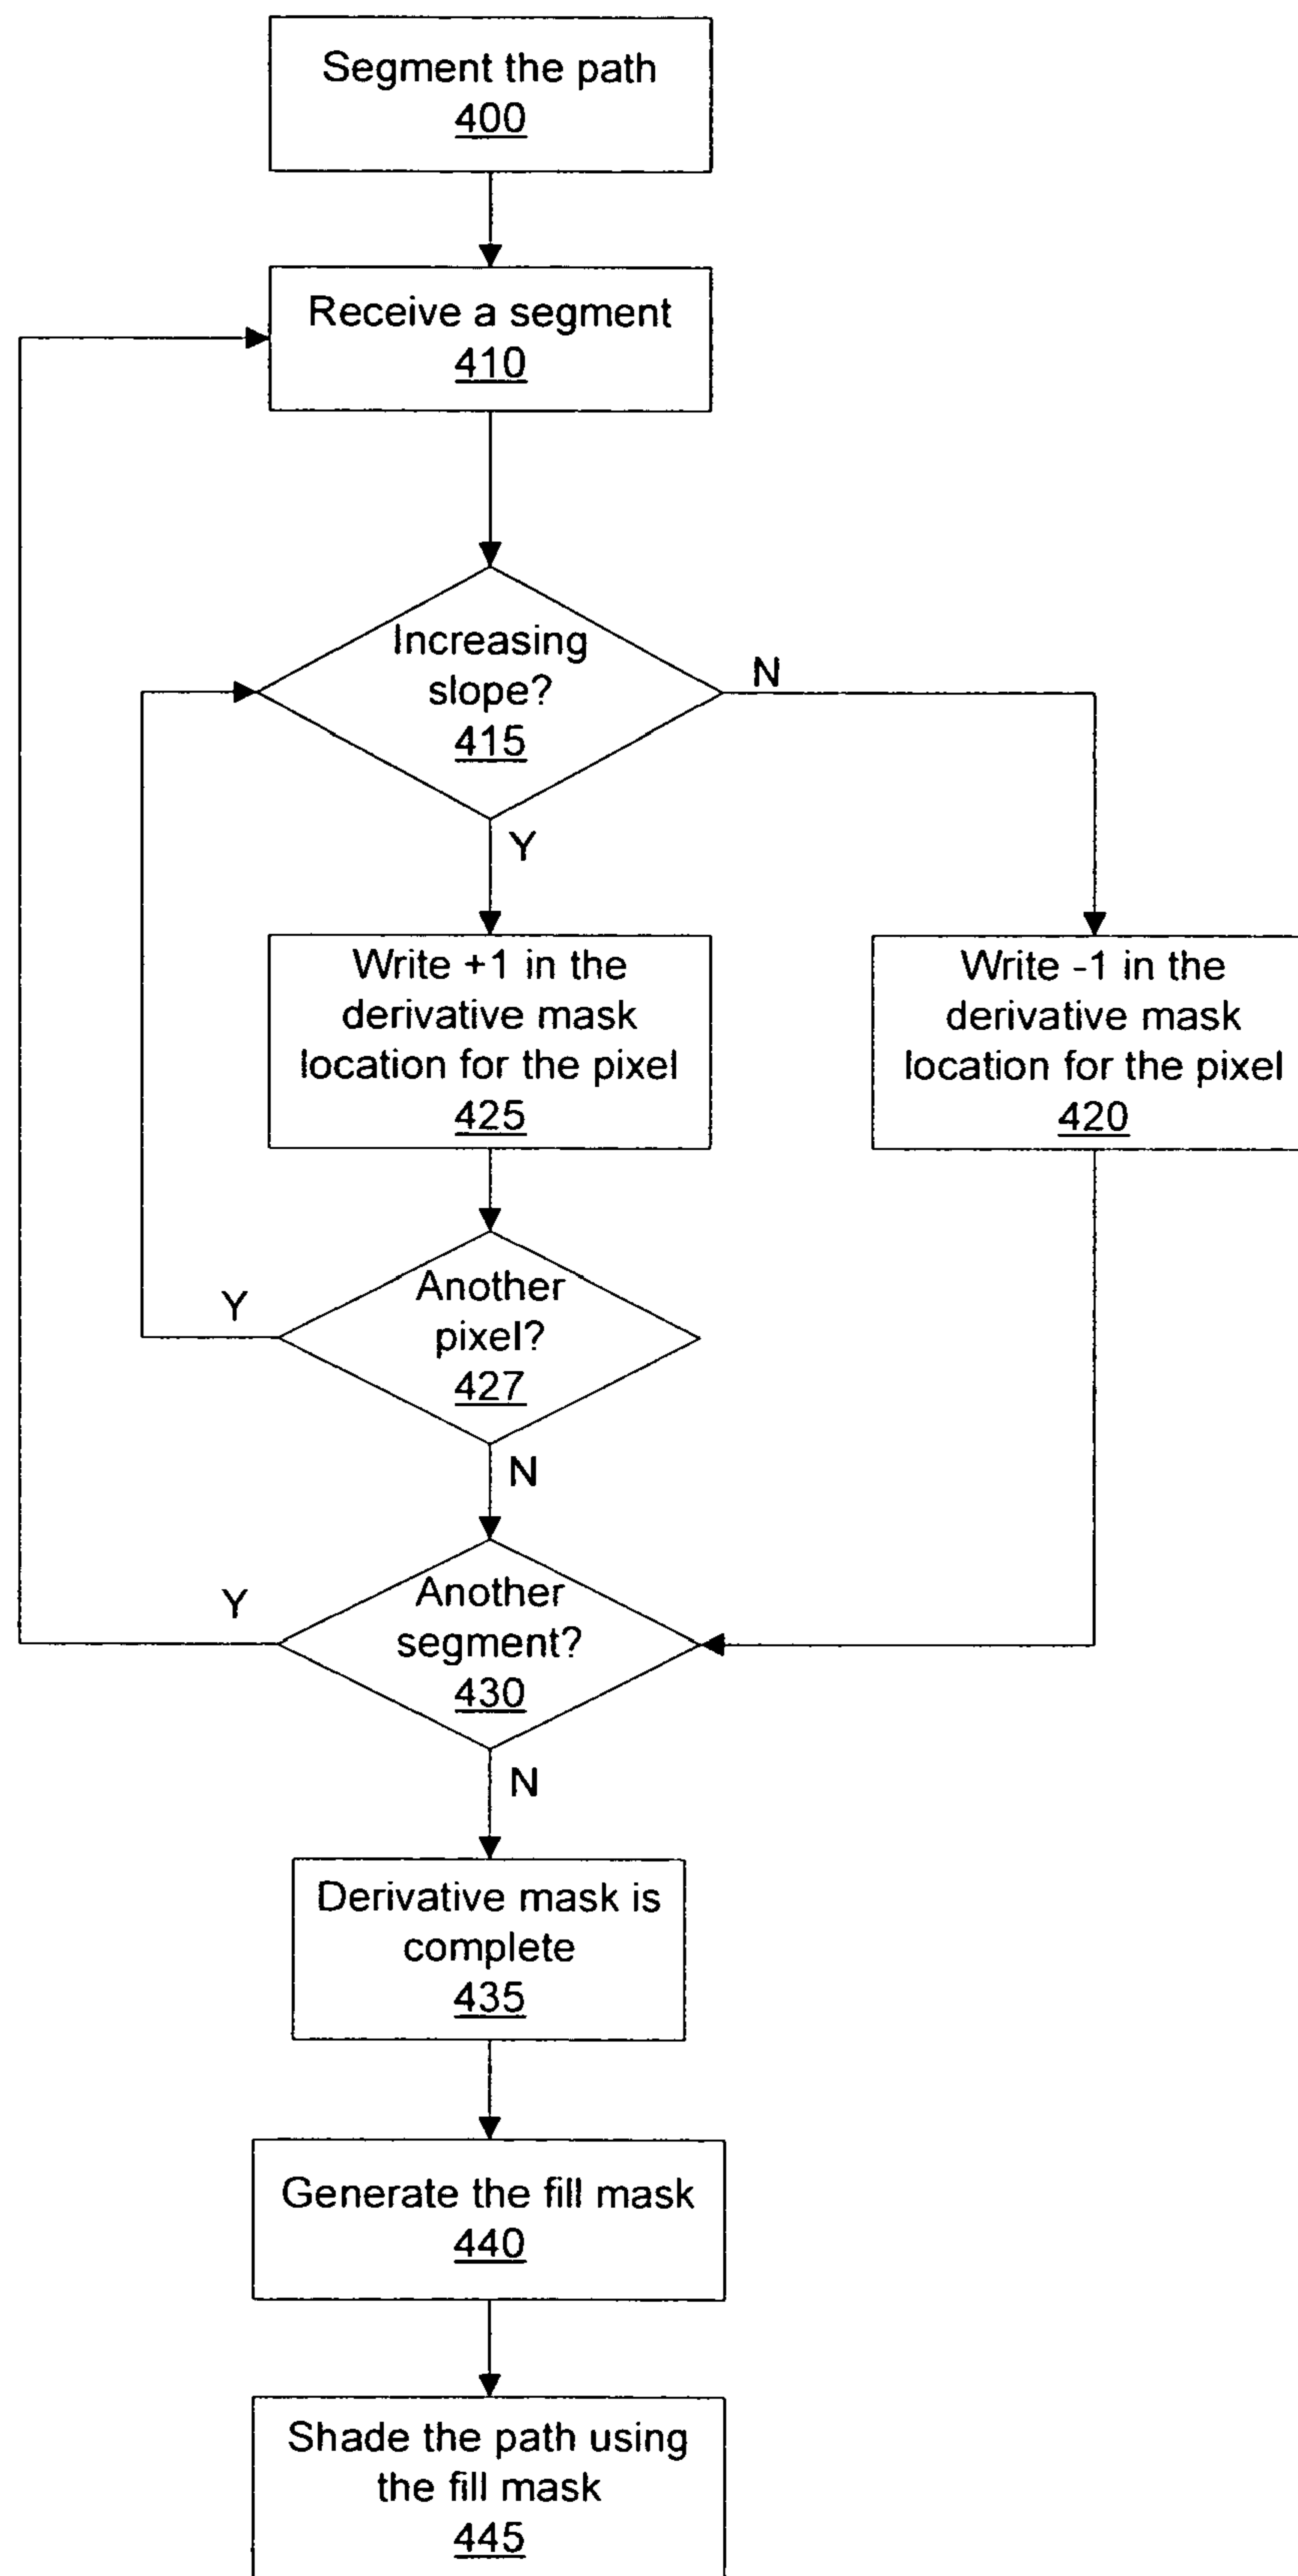 Segment the path
400
Receive a segment
410
Increasing
slope?
415
N
Y
Write +1 in the
derivative mask
location for the pixel
425
Write -1 in the
derivative mask
location for the pixel
420
Another
pixel?
427
Y
N
Another
segment?
430
Y
N
Derivative mask is
complete
435
Generate the fill mask
440
Shade the path using
the fill mask
445